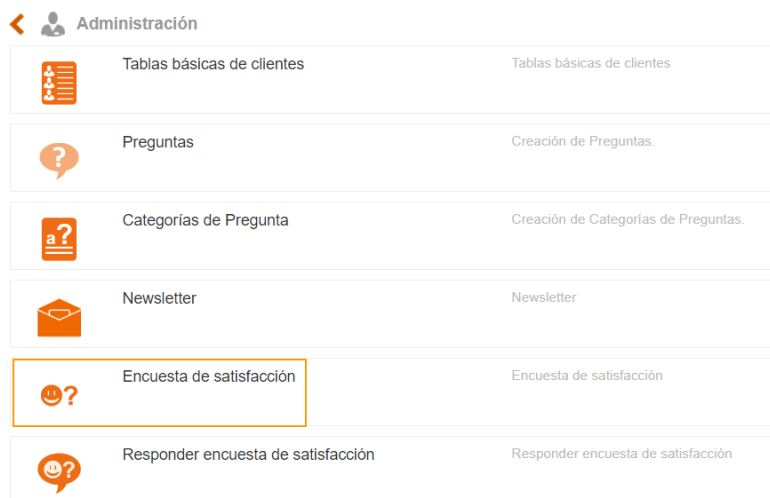 Administración
Tablas básicas de clientes Tablas básicas de clientes
Preguntas Creación de Preguntas.
a? Categorías de Pregunta Creación de Categorías de Preguntas.
Newsletter Newsletter
Encuesta de satisfacción Encuesta de satisfacción
Responder encuesta de satisfacción Responder encuesta de satisfacción